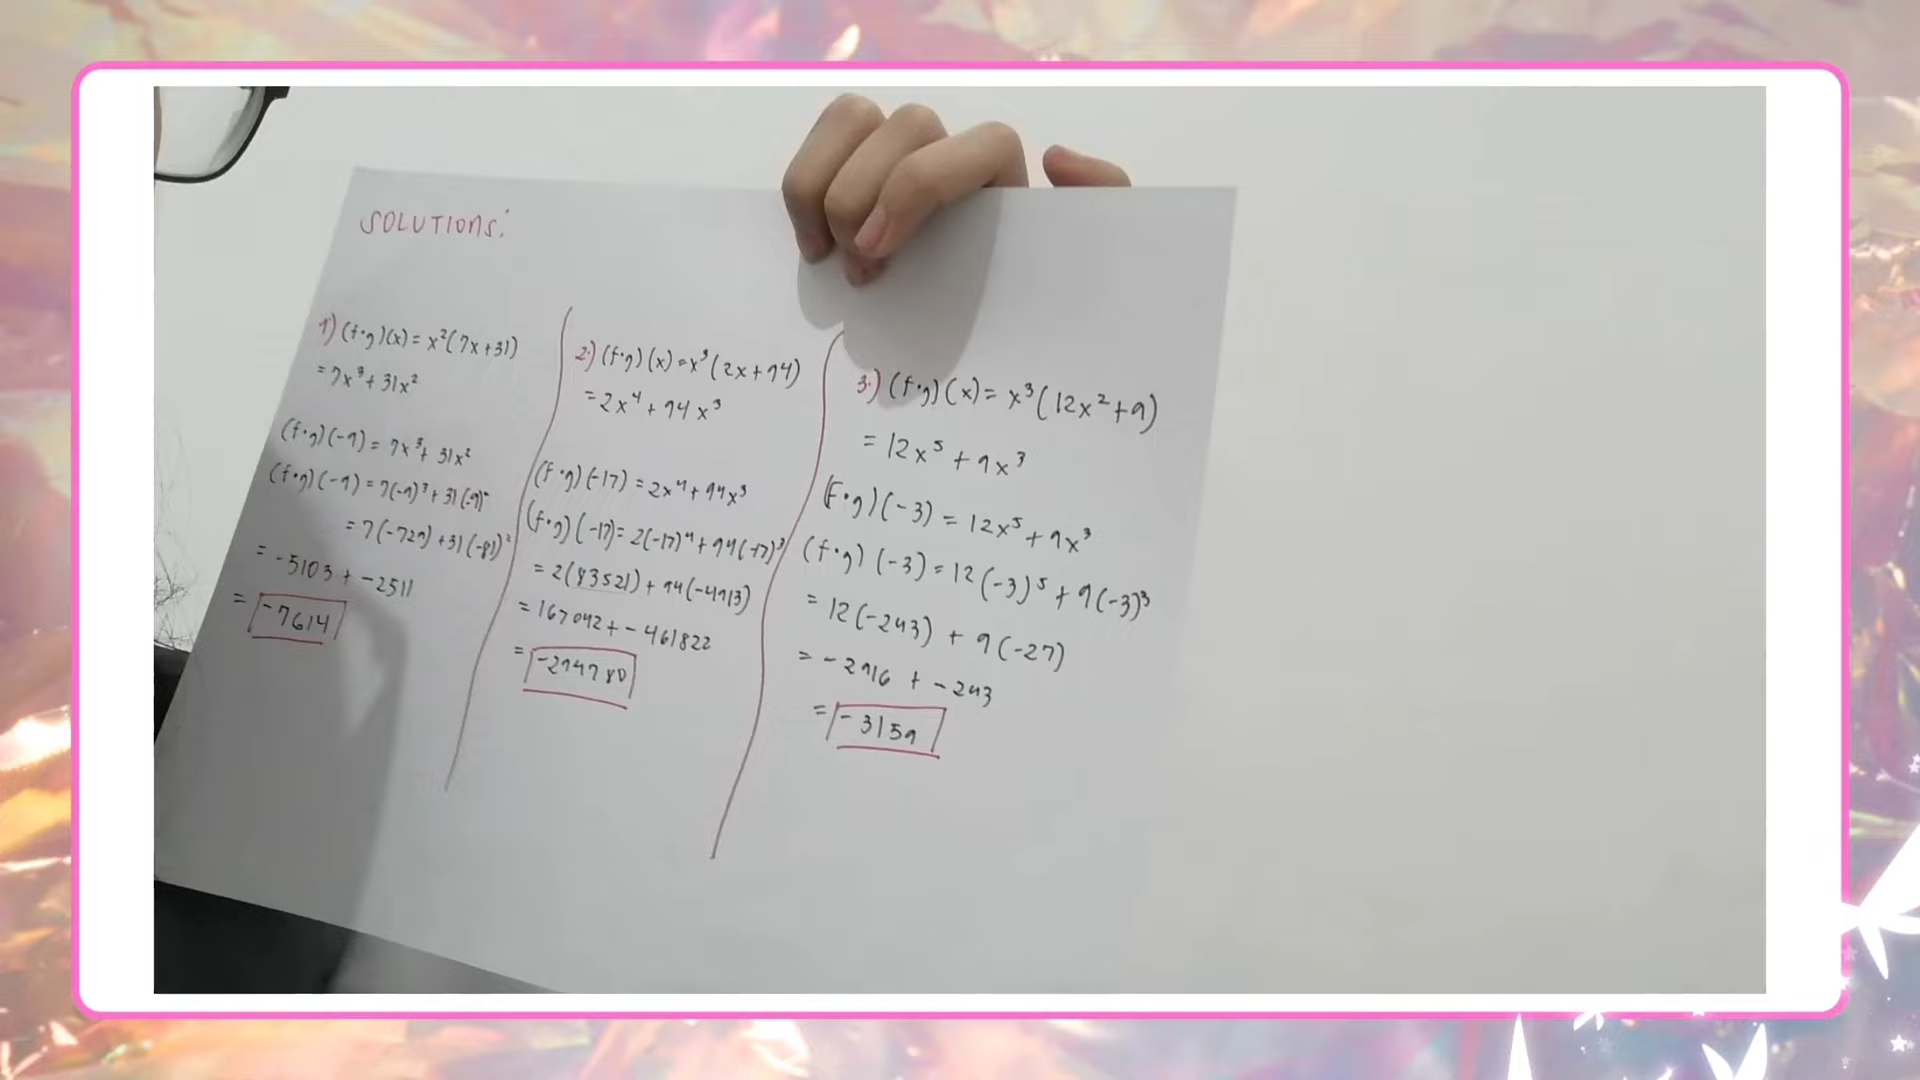 SOLUTIONS:
1.) (f•g)(x) = x²(7x+31)
= 7x³ + 31x²
(f•g)(-9) = 7x³ + 31x²
(f•g)(-9) = 7(-9)³ + 31(-9)²
= 7(-729) + 31(-81)²
= -5103 + -2511
= -7614
2.) (f•g)(x) = x³(2x+94)
= 2x⁴ + 94x³
(f•g)(-17) = 2x⁴ + 94x³
(f•g)(-17) = 2(-17)⁴ + 94(-17)³
= 2(83521) + 94(-4913)
= 167042 + -461822
= -294780
3.) (f•g)(x) = x³(12x²+9)
= 12x⁵ + 9x³
(f•g)(-3) = 12x⁵ + 9x³
(f•g)(-3) = 12(-3)⁵ + 9(-3)³
= 12(-243) + 9(-27)
= -2916 + -243
= -3159